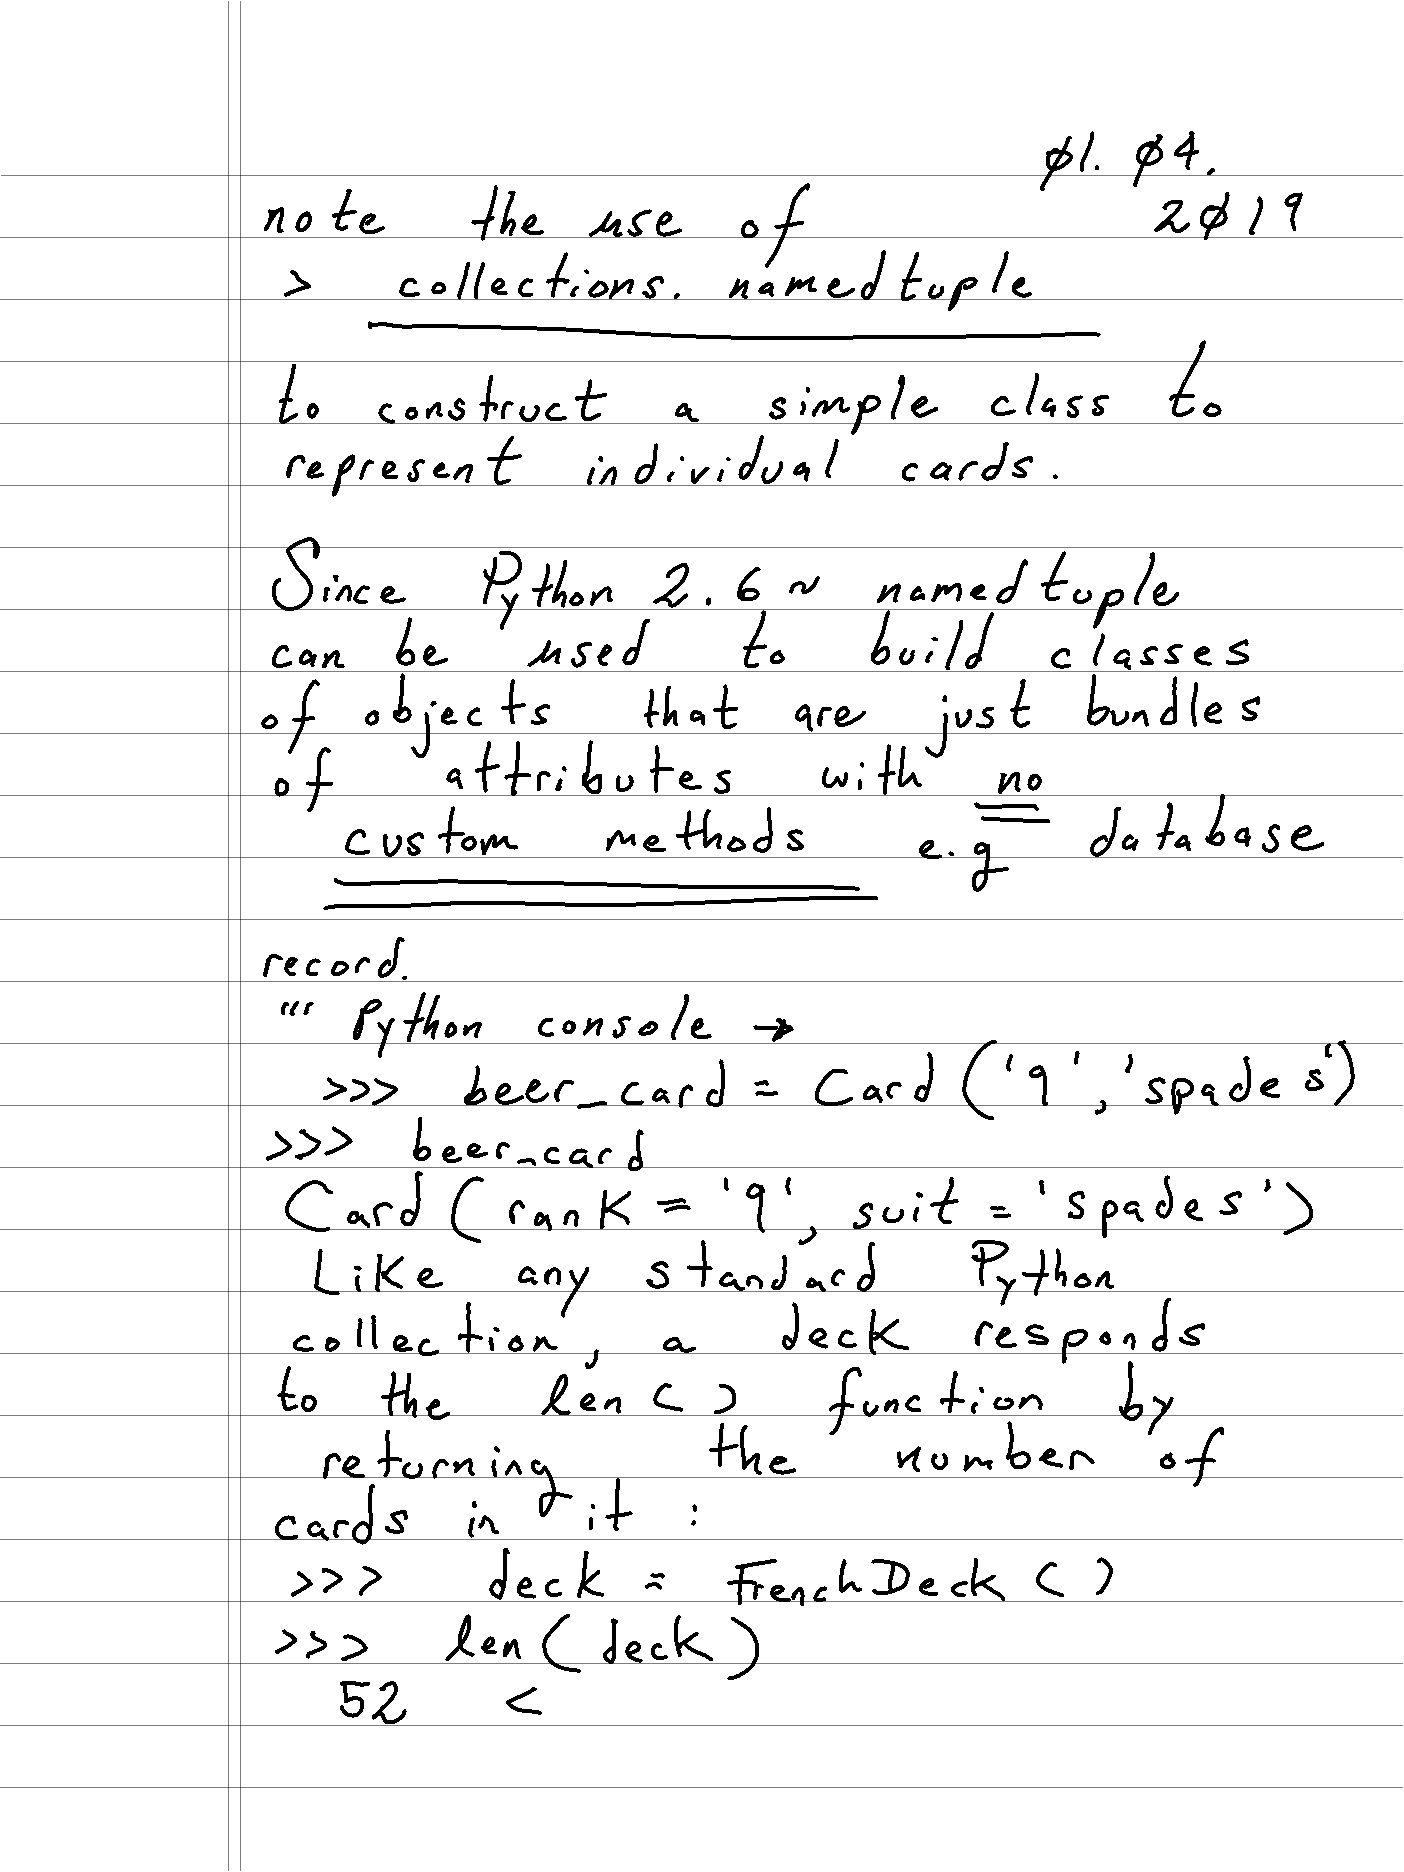 01. 04.
2019
note the use of
> collections. namedtuple
to construct a simple class to
represent individual cards.
Since Python 2.6 ~ namedtuple
can be used to build classes
of objects that are just bundles
of attributes with no
custom methods e.g database
record.
"' Python console →
>>> beer_card = Card ('9', 'spades')
>>> beer_card
Card (rank = '9', suit = 'spades')
Like any standard Python
collection, a deck responds
to the len () function by
returning the number of
cards in it :
>>> deck = FrenchDeck ()
>>> len (deck)
52 <